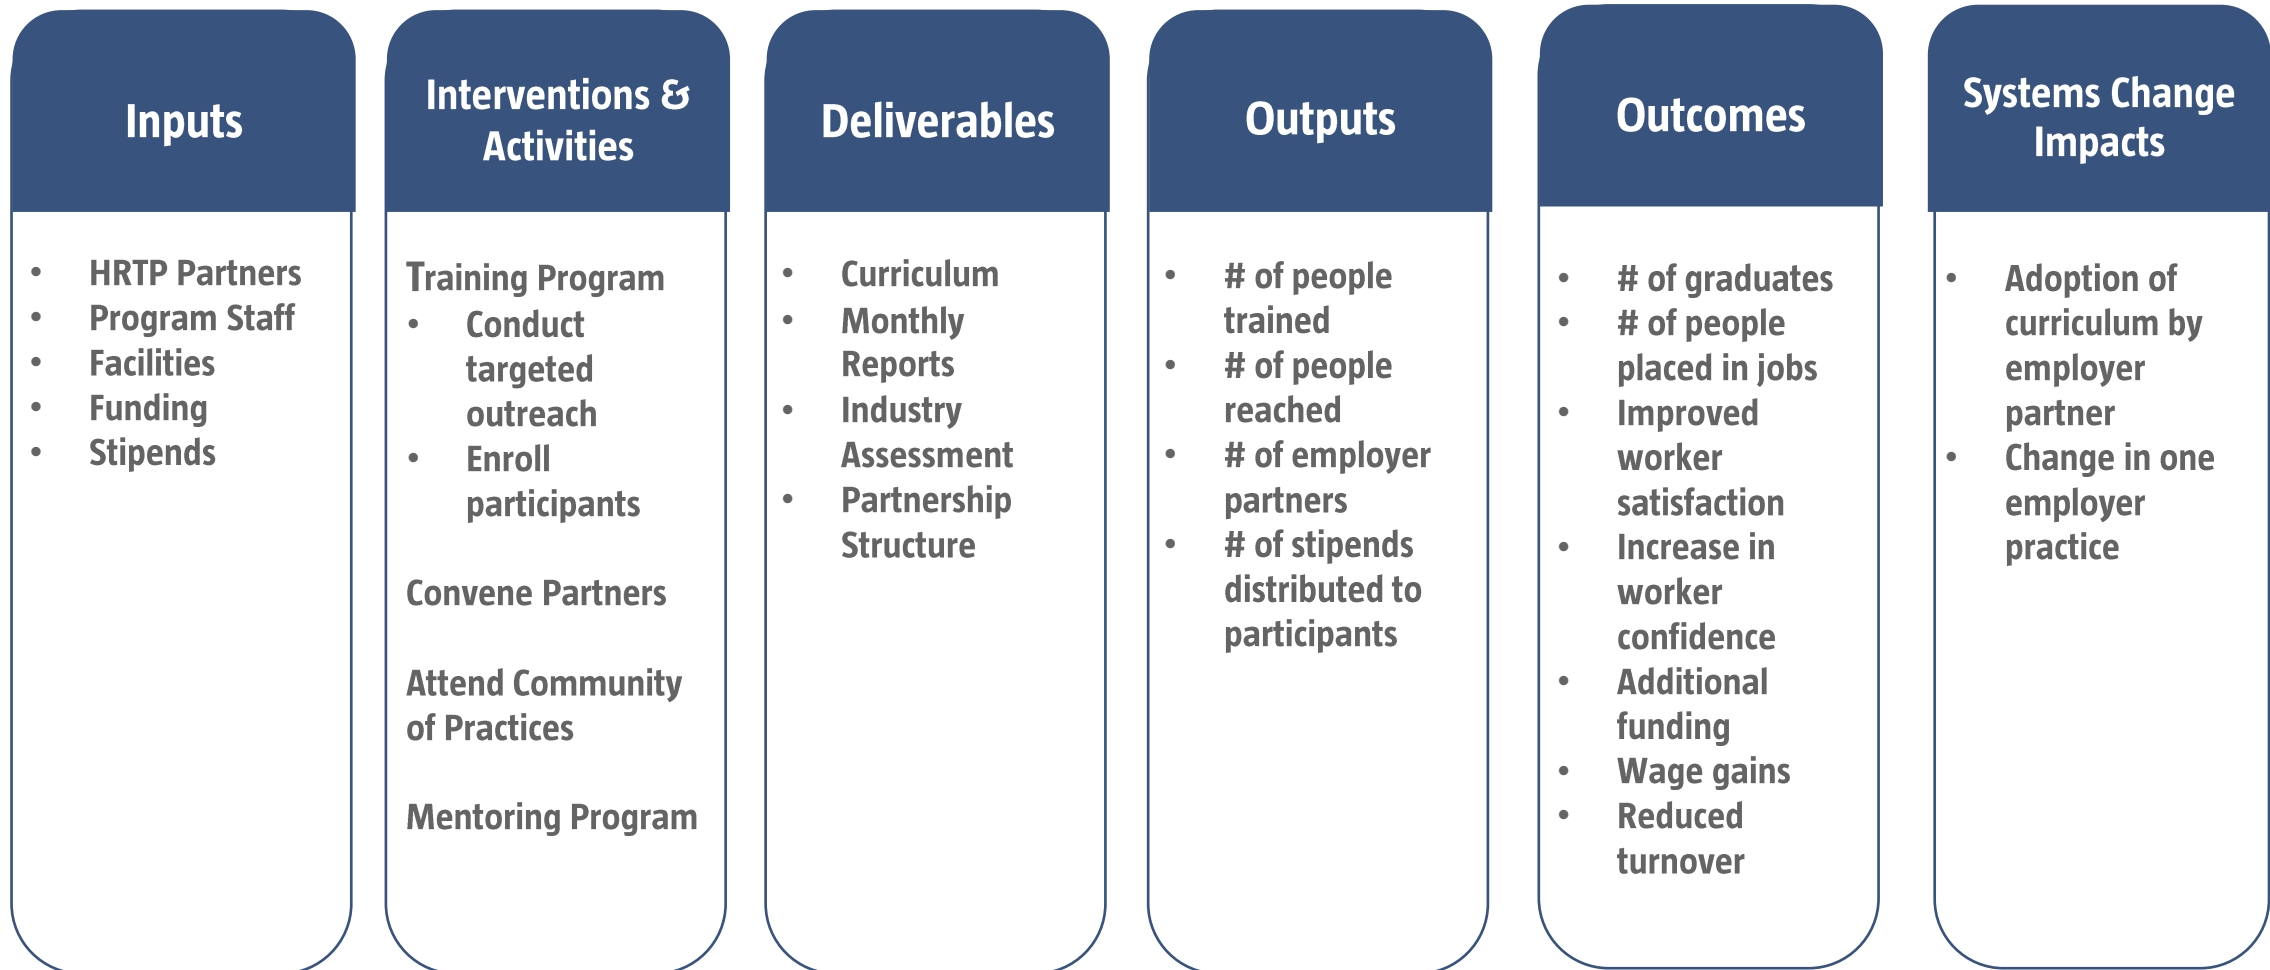 Inputs
• HRTP Partners
• Program Staff
• Facilities
• Funding
• Stipends
Interventions &
Activities
Training Program
• Conduct
targeted
outreach
• Enroll
participants
Convene Partners
Attend Community
of Practices
Mentoring Program
Deliverables
• Curriculum
• Monthly
Reports
• Industry
Assessment
• Partnership
Structure
Outputs
• # of people
trained
• # of people
reached
• # of employer
partners
• # of stipends
distributed to
participants
Outcomes
• # of graduates
• # of people
placed in jobs
• Improved
worker
satisfaction
• Increase in
worker
confidence
• Additional
funding
• Wage gains
• Reduced
turnover
Systems Change
Impacts
• Adoption of
curriculum by
employer
partner
• Change in one
employer
practice